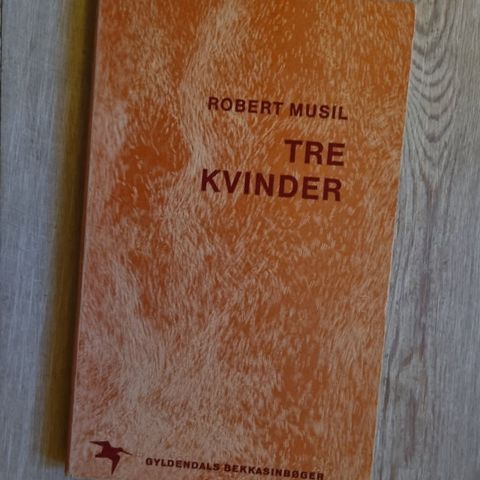 ROBERT MUSIL
TRE
KVINDER
GYLDENDALS BEKKASINBØGER